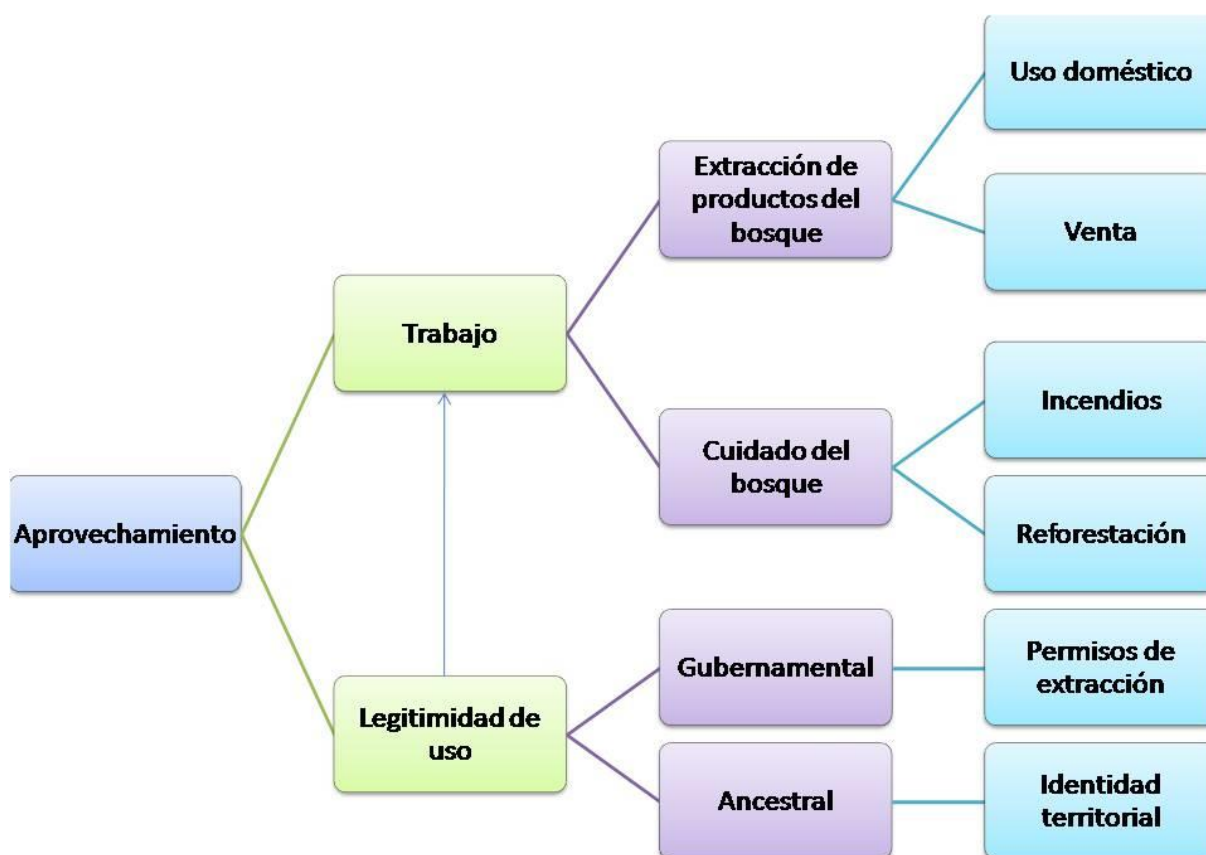 Uso doméstico
Extracción de
productos del
bosque
Venta
Trabajo
Incendios
Cuidado del
bosque
Aprovechamiento
Reforestación
Gubernamental
Permisos de
extracción
Legitimidad de
uso
Ancestral
Identidad
territorial